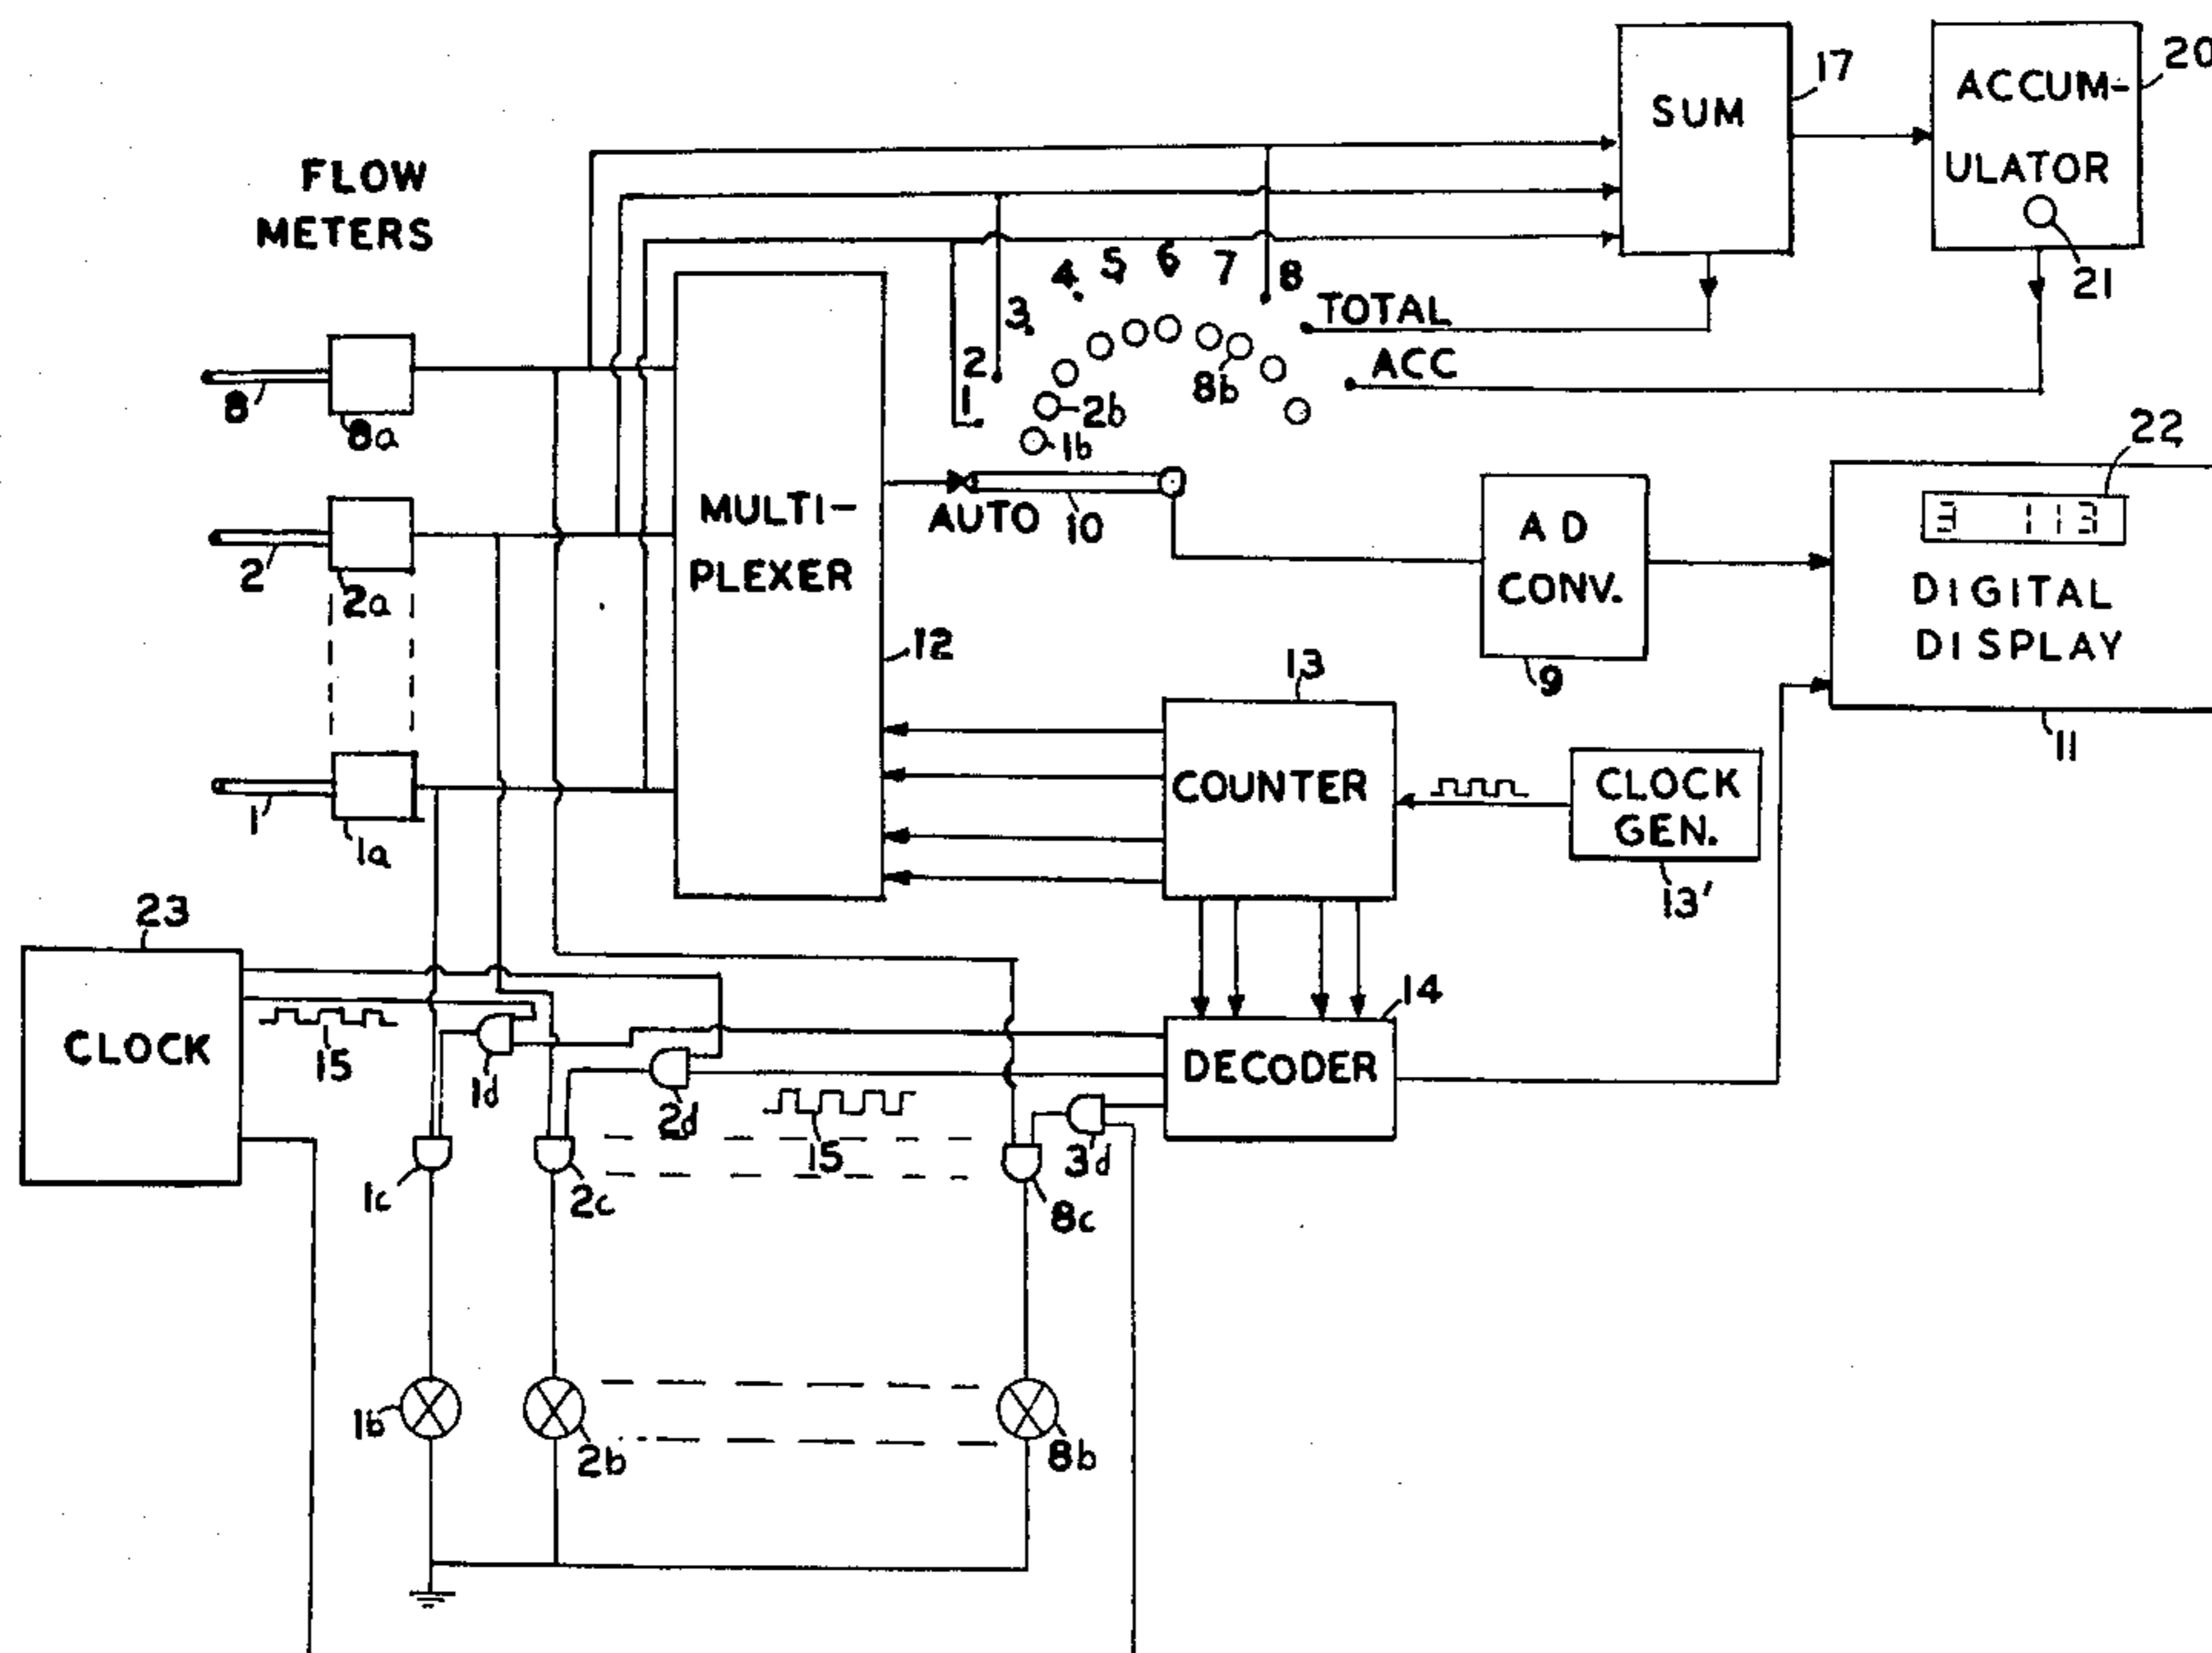 17
20
SUM
ACCUM-
ULATOR
21
FLOW
METERS
3
4
5
6
7
8
2
1
TOTAL
ACC
8b
2b
1b
8
8a
MULTI-
PLEXER
AUTO
10
A D
CONV.
9
22
3 113
DIGITAL
DISPLAY
11
2
2a
12
13
COUNTER
CLOCK
GEN.
13'
1
1a
23
CLOCK
15
1d
2d
15
3d
14
DECODER
1c
2c
8c
1b
2b
8b